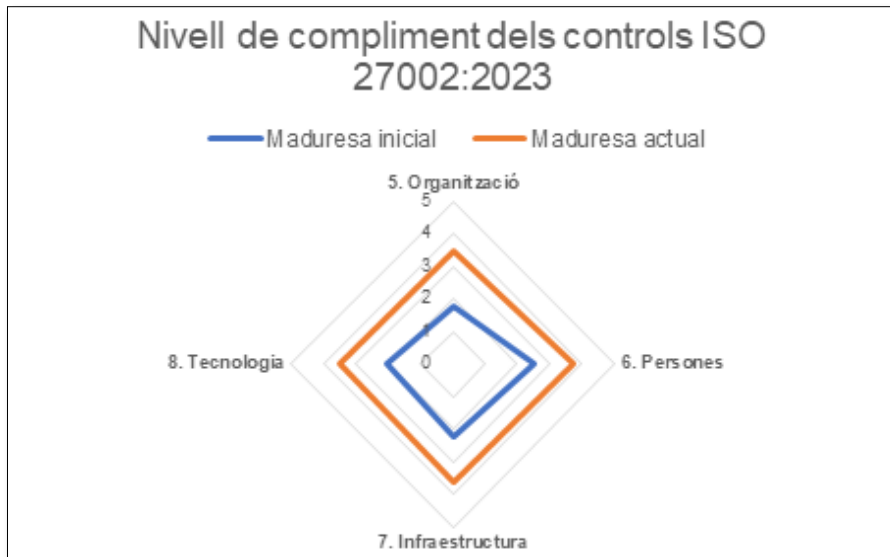 Nivell de compliment dels controls ISO
27002:2023
Maduresa inicial
Maduresa actual
5. Organització
5
4
3
2
1
0
8. Tecnologia
6. Persones
7. Infraestructura